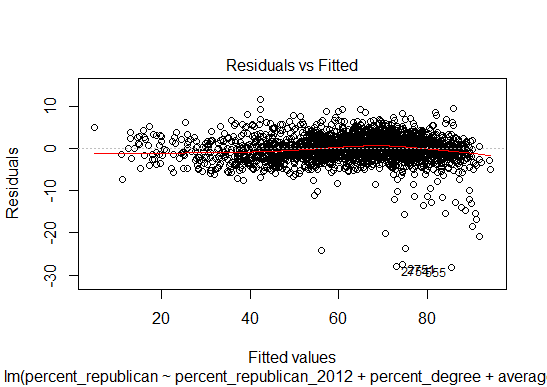 Residuals vs Fitted
Residuals
10
0
-10
-20
-30
555
20
40
60
80
Fitted values
lm(percent_republican ~ percent_republican_2012 + percent_degree + averag